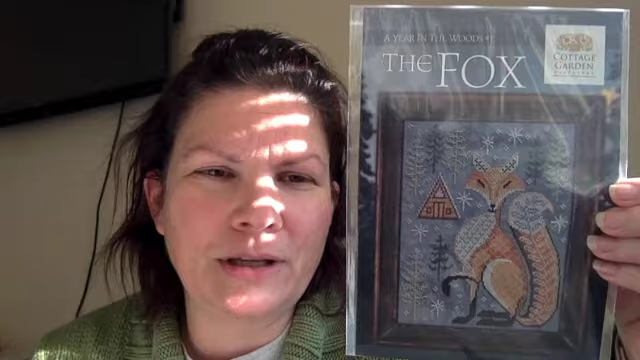 A YEAR IN THE WOODS #1
THE FOX
COTTAGE
GARDEN